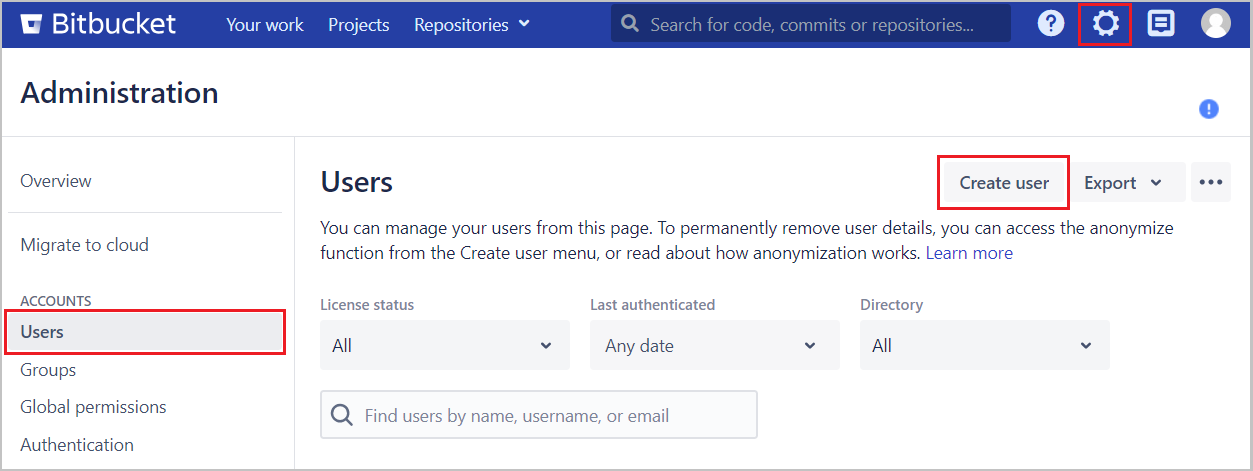 Bitbucket Your work Projects Repositories Search for code, commits or repositories... ?
Administration
!
Overview
Migrate to cloud
ACCOUNTS
Users
Groups
Global permissions
Authentication
Users
Create user Export •••
You can manage your users from this page. To permanently remove user details, you can access the anonymize
function from the Create user menu, or read about how anonymization works. Learn more
License status Last authenticated Directory
All Any date All
Find users by name, username, or email